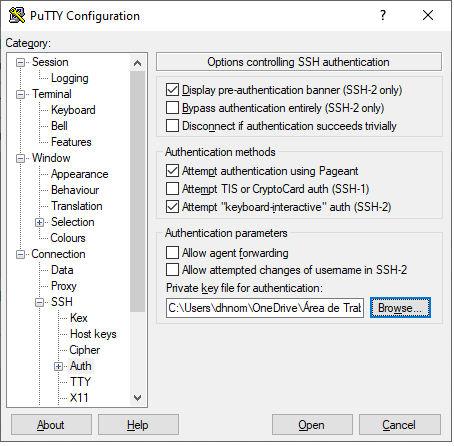 PuTTY Configuration
?
Category:
Session
Logging
Terminal
Keyboard
Bell
Features
Window
Appearance
Behaviour
Translation
Selection
Colours
Connection
Data
Proxy
SSH
Kex
Host keys
Cipher
Auth
TTY
X11
Options controlling SSH authentication
Display pre-authentication banner (SSH-2 only)
Bypass authentication entirely (SSH-2 only)
Disconnect if authentication succeeds trivially
Authentication methods
Attempt authentication using Pageant
Attempt TIS or CryptoCard auth (SSH-1)
Attempt "keyboard-interactive" auth (SSH-2)
Authentication parameters
Allow agent forwarding
Allow attempted changes of username in SSH-2
Private key file for authentication:
C:\Users\dhnom\OneDrive\Área de Trab
Browse...
About
Help
Open
Cancel